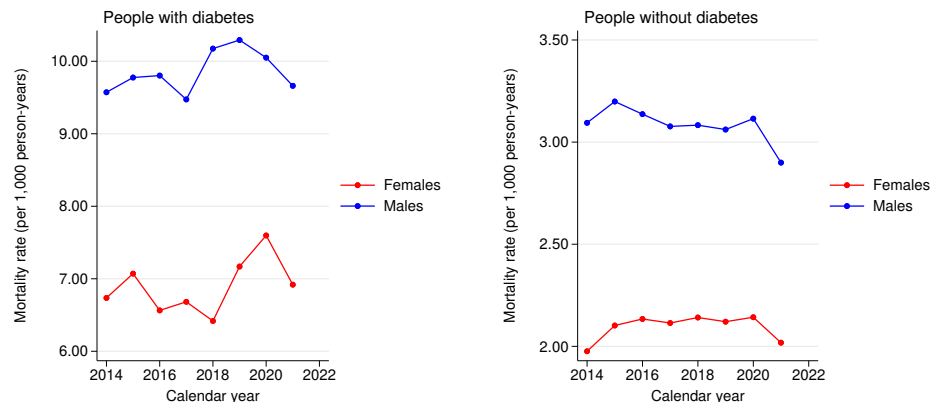 People with diabetes
Mortality rate (per 1,000 person-years)
10.00
9.00
8.00
7.00
6.00
2014 2016 2018 2020 2022
Calendar year
Females
Males
People without diabetes
Mortality rate (per 1,000 person-years)
3.50
3.00
2.50
2.00
2014 2016 2018 2020 2022
Calendar year
Females
Males